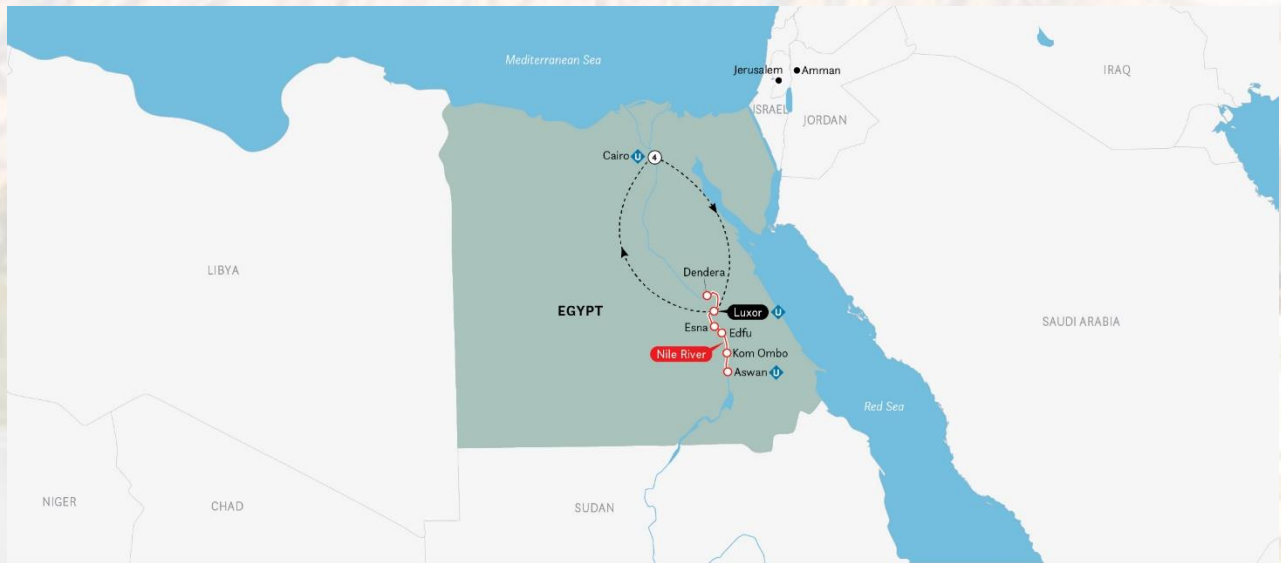 Mediterranean Sea
Jerusalem
Amman
IRAQ
ISRAEL
JORDAN
Cairo U 4
LIBYA
Dendera
EGYPT
Luxor U
SAUDI ARABIA
Esna
Edfu
Nile River
Kom Ombo
Aswan U
Red Sea
NIGER
CHAD
SUDAN